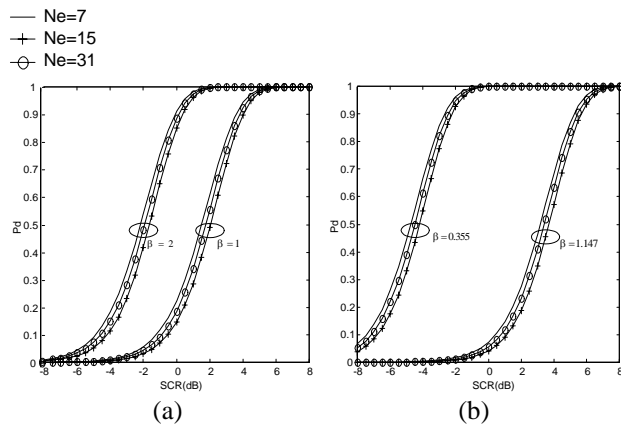 Ne=7
Ne=15
Ne=31
1
0.9
0.8
0.7
0.6
0.5
0.4
0.3
0.2
0.1
0
Pd
β = 2
β = 1
-8 -6 -4 -2 0 2 4 6 8
SCR(dB)
(a)
1
0.9
0.8
0.7
0.6
0.5
0.4
0.3
0.2
0.1
0
Pd
β=0.355
β=1.147
-8 -4 -2 0 2 4 6 8
SCR(dB)
(b)